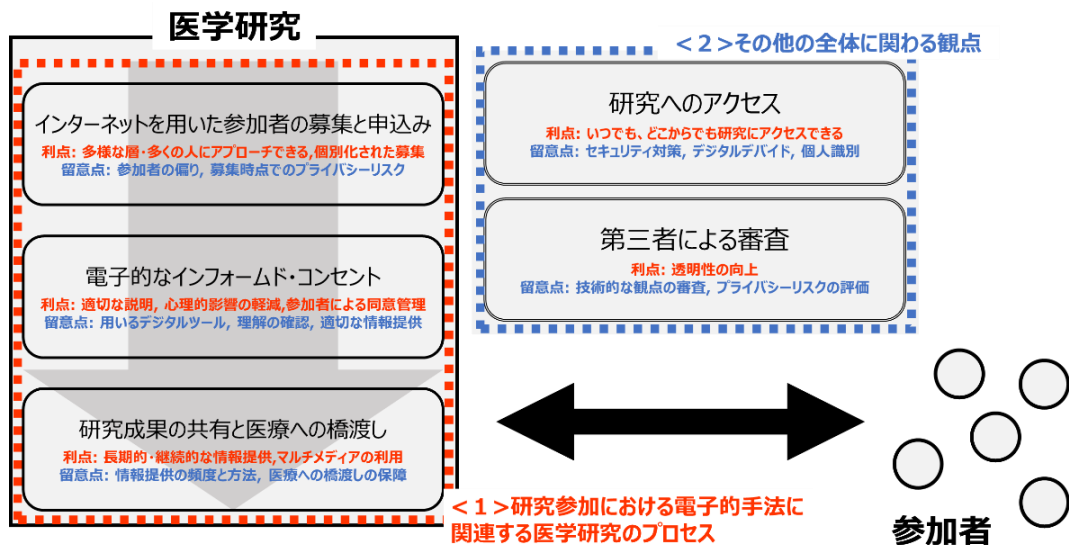 医学研究
インターネットを用いた参加者の募集と申込み
利点: 多様な層・多くの人にアプローチできる,個別化された募集
留意点: 参加者の偏り, 募集時点でのプライバシーリスク
電子的なインフォームド・コンセント
利点: 適切な説明, 心理的影響の軽減,参加者による同意管理
留意点: 用いるデジタルツール, 理解の確認, 適切な情報提供
研究成果の共有と医療への橋渡し
利点: 長期的・継続的な情報提供,マルチメディアの利用
留意点: 情報提供の頻度と方法, 医療への橋渡しの保障
<1>研究参加における電子的手法に
関連する医学研究のプロセス
<2>その他の全体に関わる観点
研究へのアクセス
利点: いつでも、どこからでも研究にアクセスできる
留意点: セキュリティ対策, デジタルデバイド, 個人識別
第三者による審査
利点: 透明性の向上
留意点: 技術的な観点の審査, プライバシーリスクの評価
参加者